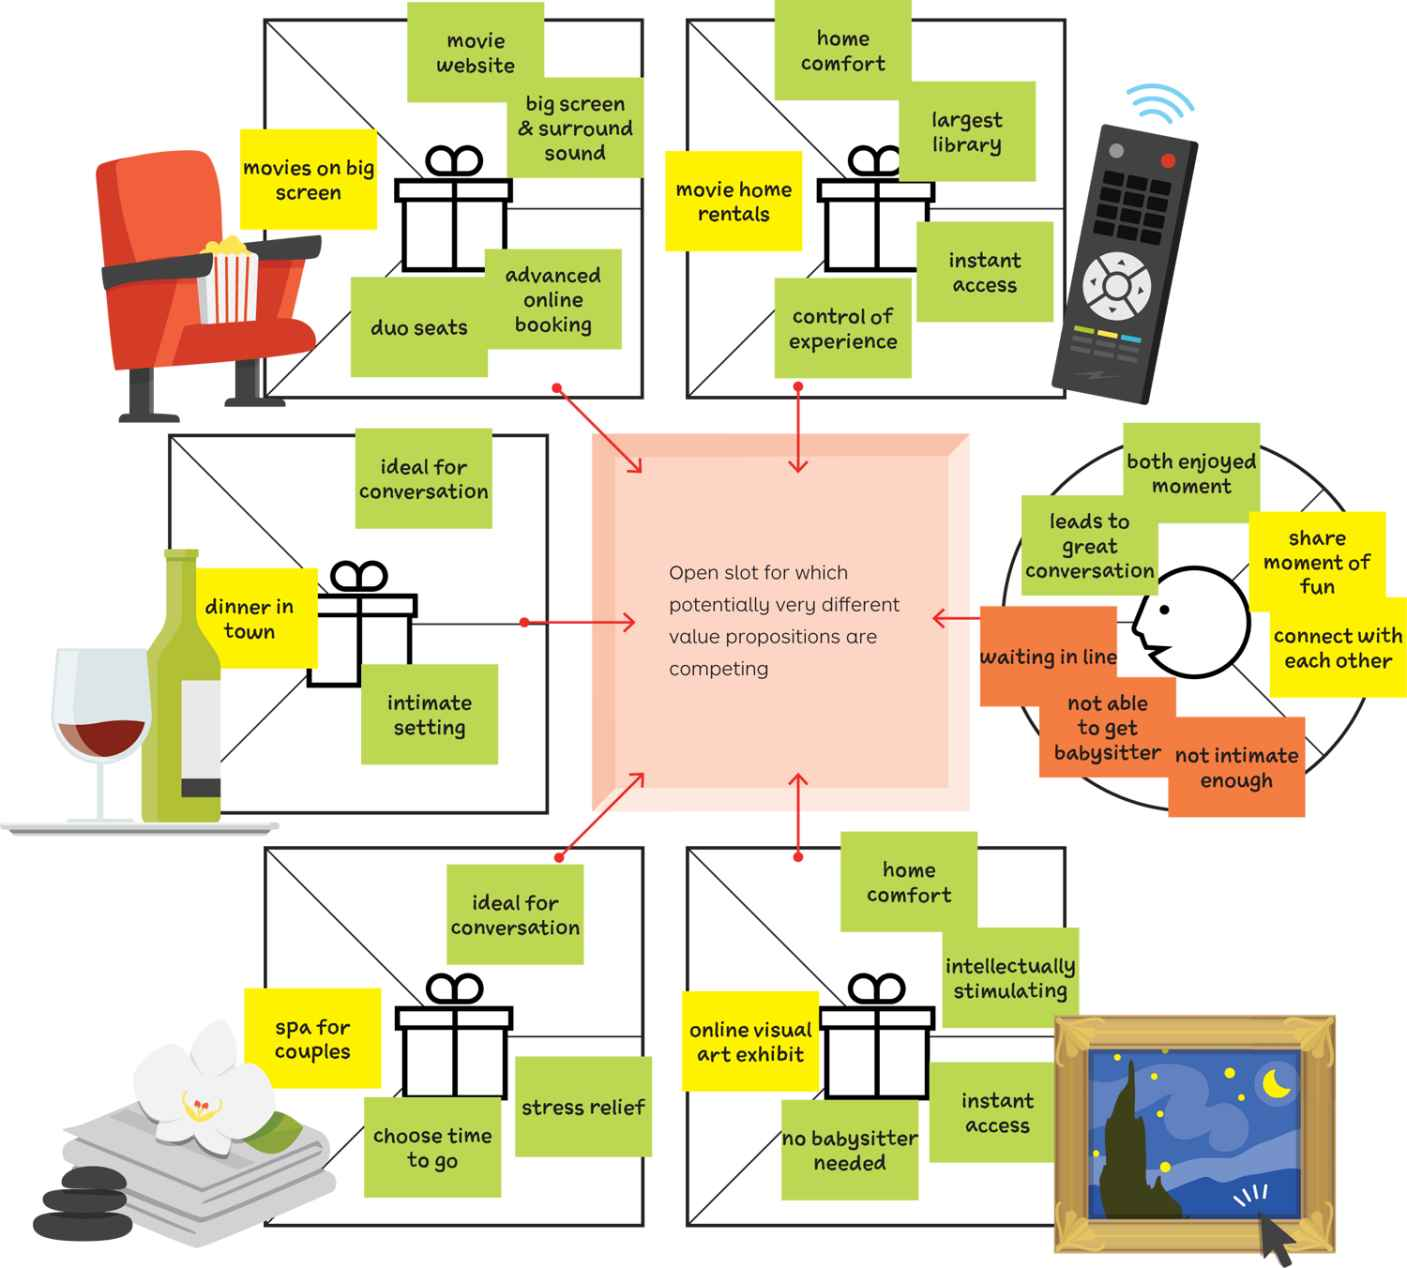 movie
website
big screen
& surround
sound
movies on big
screen
advanced
online
booking
duo seats
home
comfort
largest
library
movie home
rentals
instant
access
control of
experience
ideal for
conversation
dinner in
town
intimate
setting
Open slot for which
potentially very different
value propositions are
competing
both enjoyed
moment
leads to
great
conversation
share
moment of
fun
connect with
each other
waiting in line
not able
to get
babysitter
not intimate
enough
ideal for
conversation
spa for
couples
stress relief
choose time
to go
home
comfort
intellectually
stimulating
online visual
art exhibit
instant
access
no babysitter
needed